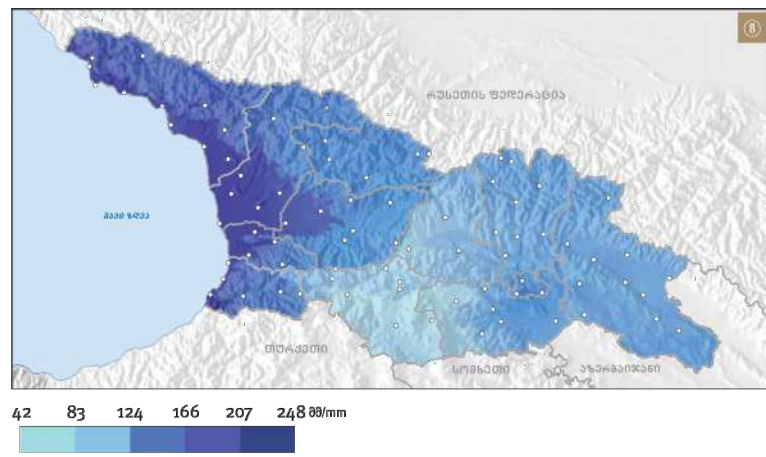 8
რუსეთის ფედერაცია
შავი ზღვა
თურქეთი
სომხეთი
აზერბაიჯანი
42 83 124 166 207 248 მმ/mm